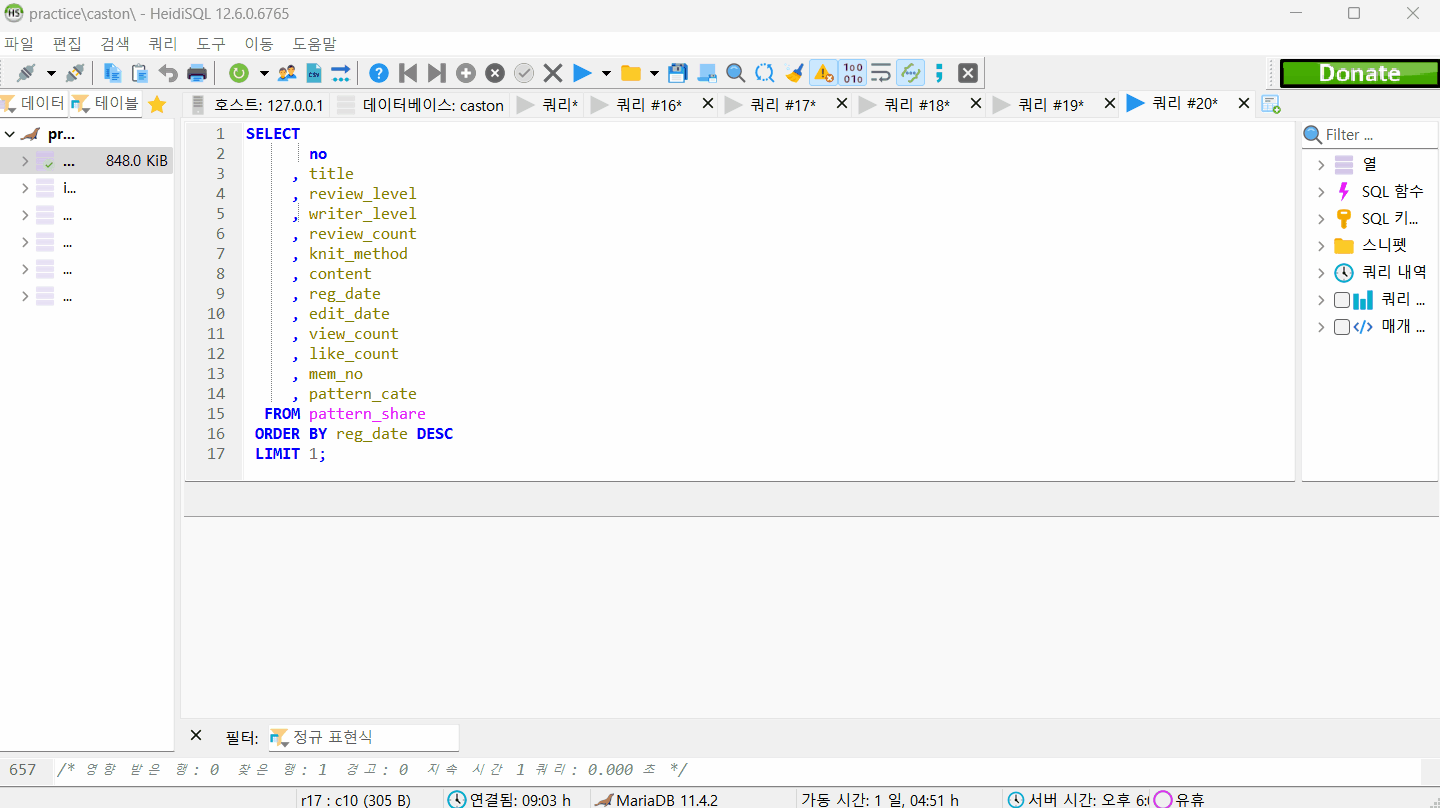 practice\caston\ - HeidiSQL 12.6.0.6765
파일 편집 검색 쿼리 도구 이동 도움말
Donate
데이터 테이블 호스트: 127.0.0.1 데이터베이스: caston 쿼리* 쿼리 #16* 쿼리 #17* 쿼리 #18* 쿼리 #19* 쿼리 #20*
pr...
... 848.0 KiB
i...
...
...
...
...
1 SELECT
2 no
3 , title
4 , review_level
5 , writer_level
6 , review_count
7 , knit_method
8 , content
9 , reg_date
10 , edit_date
11 , view_count
12 , like_count
13 , mem_no
14 , pattern_cate
15 FROM pattern_share
16 ORDER BY reg_date DESC
17 LIMIT 1;
Filter ...
열
SQL 함수
SQL 키...
스니펫
쿼리 내역
쿼리 ...
매개 ...
필터: 정규 표현식
657 /* 영향 받은 행: 0 찾은 행: 1 경고: 0 지속 시간 1 쿼리: 0.000 초 */
r17 : c10 (305 B) 연결됨: 09:03 h MariaDB 11.4.2 가동 시간: 1 일, 04:51 h 서버 시간: 오후 6: 유휴